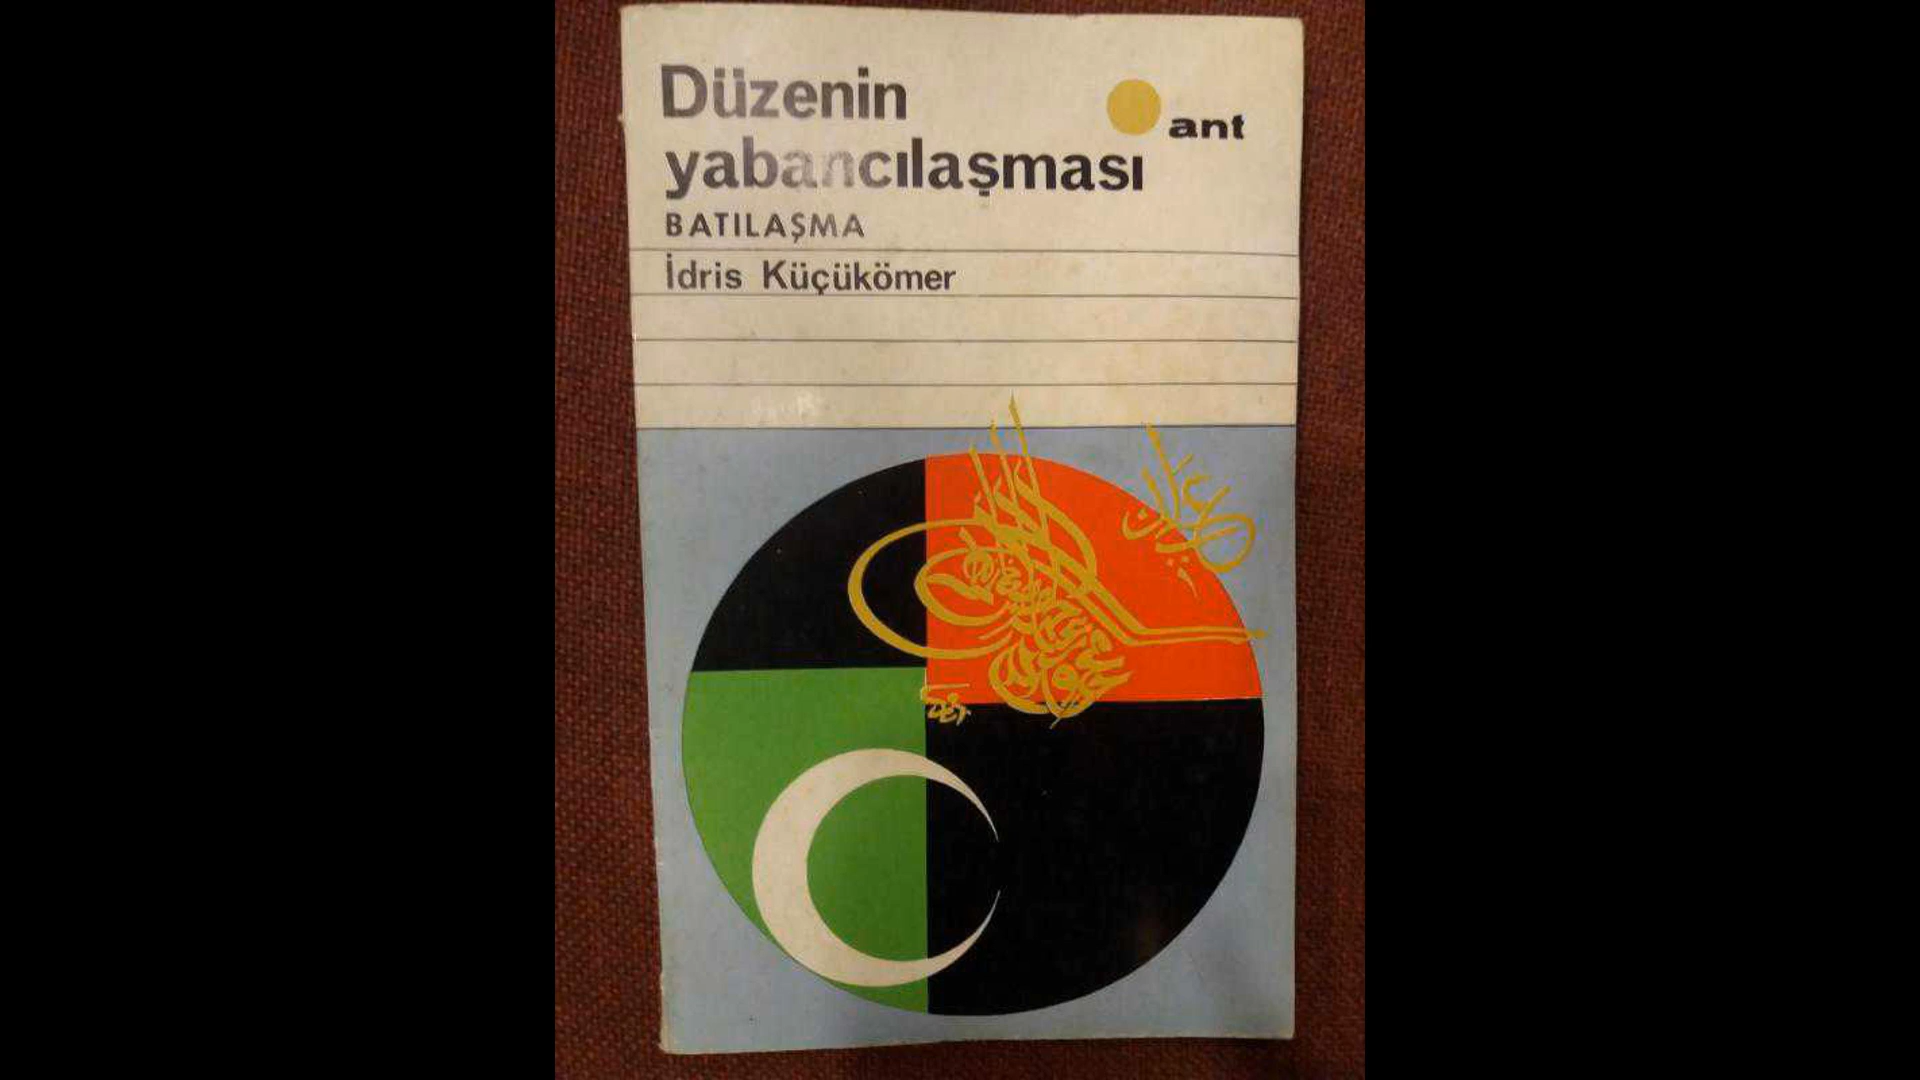 Düzenin
ant
yabancılaşması
BATILAŞMA
İdris Küçükömer